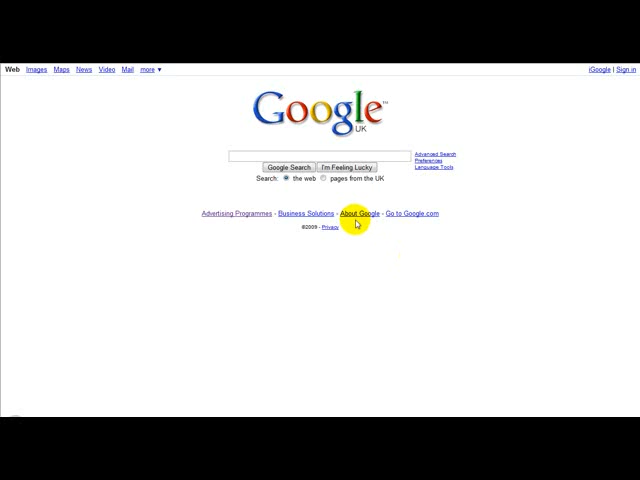 Web Images Maps News Video Mail more ▼ iGoogle | Sign in
Google™
UK
Advanced Search
Preferences
Google Search I'm Feeling Lucky Language Tools
Search: the web pages from the UK
Advertising Programmes - Business Solutions - About Google - Go to Google.com
©2009 - Privacy